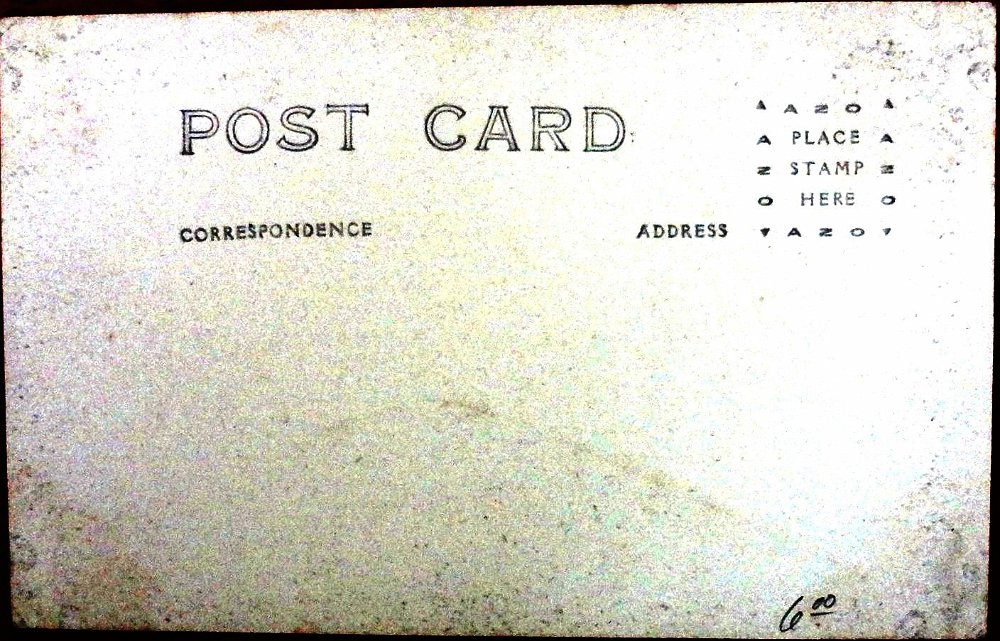 POST CARD
CORRESPONDENCE
ADDRESS
▲ AZO ▲
A PLACE A
Z STAMP Z
O HERE O
▼ AZO ▼
6.00